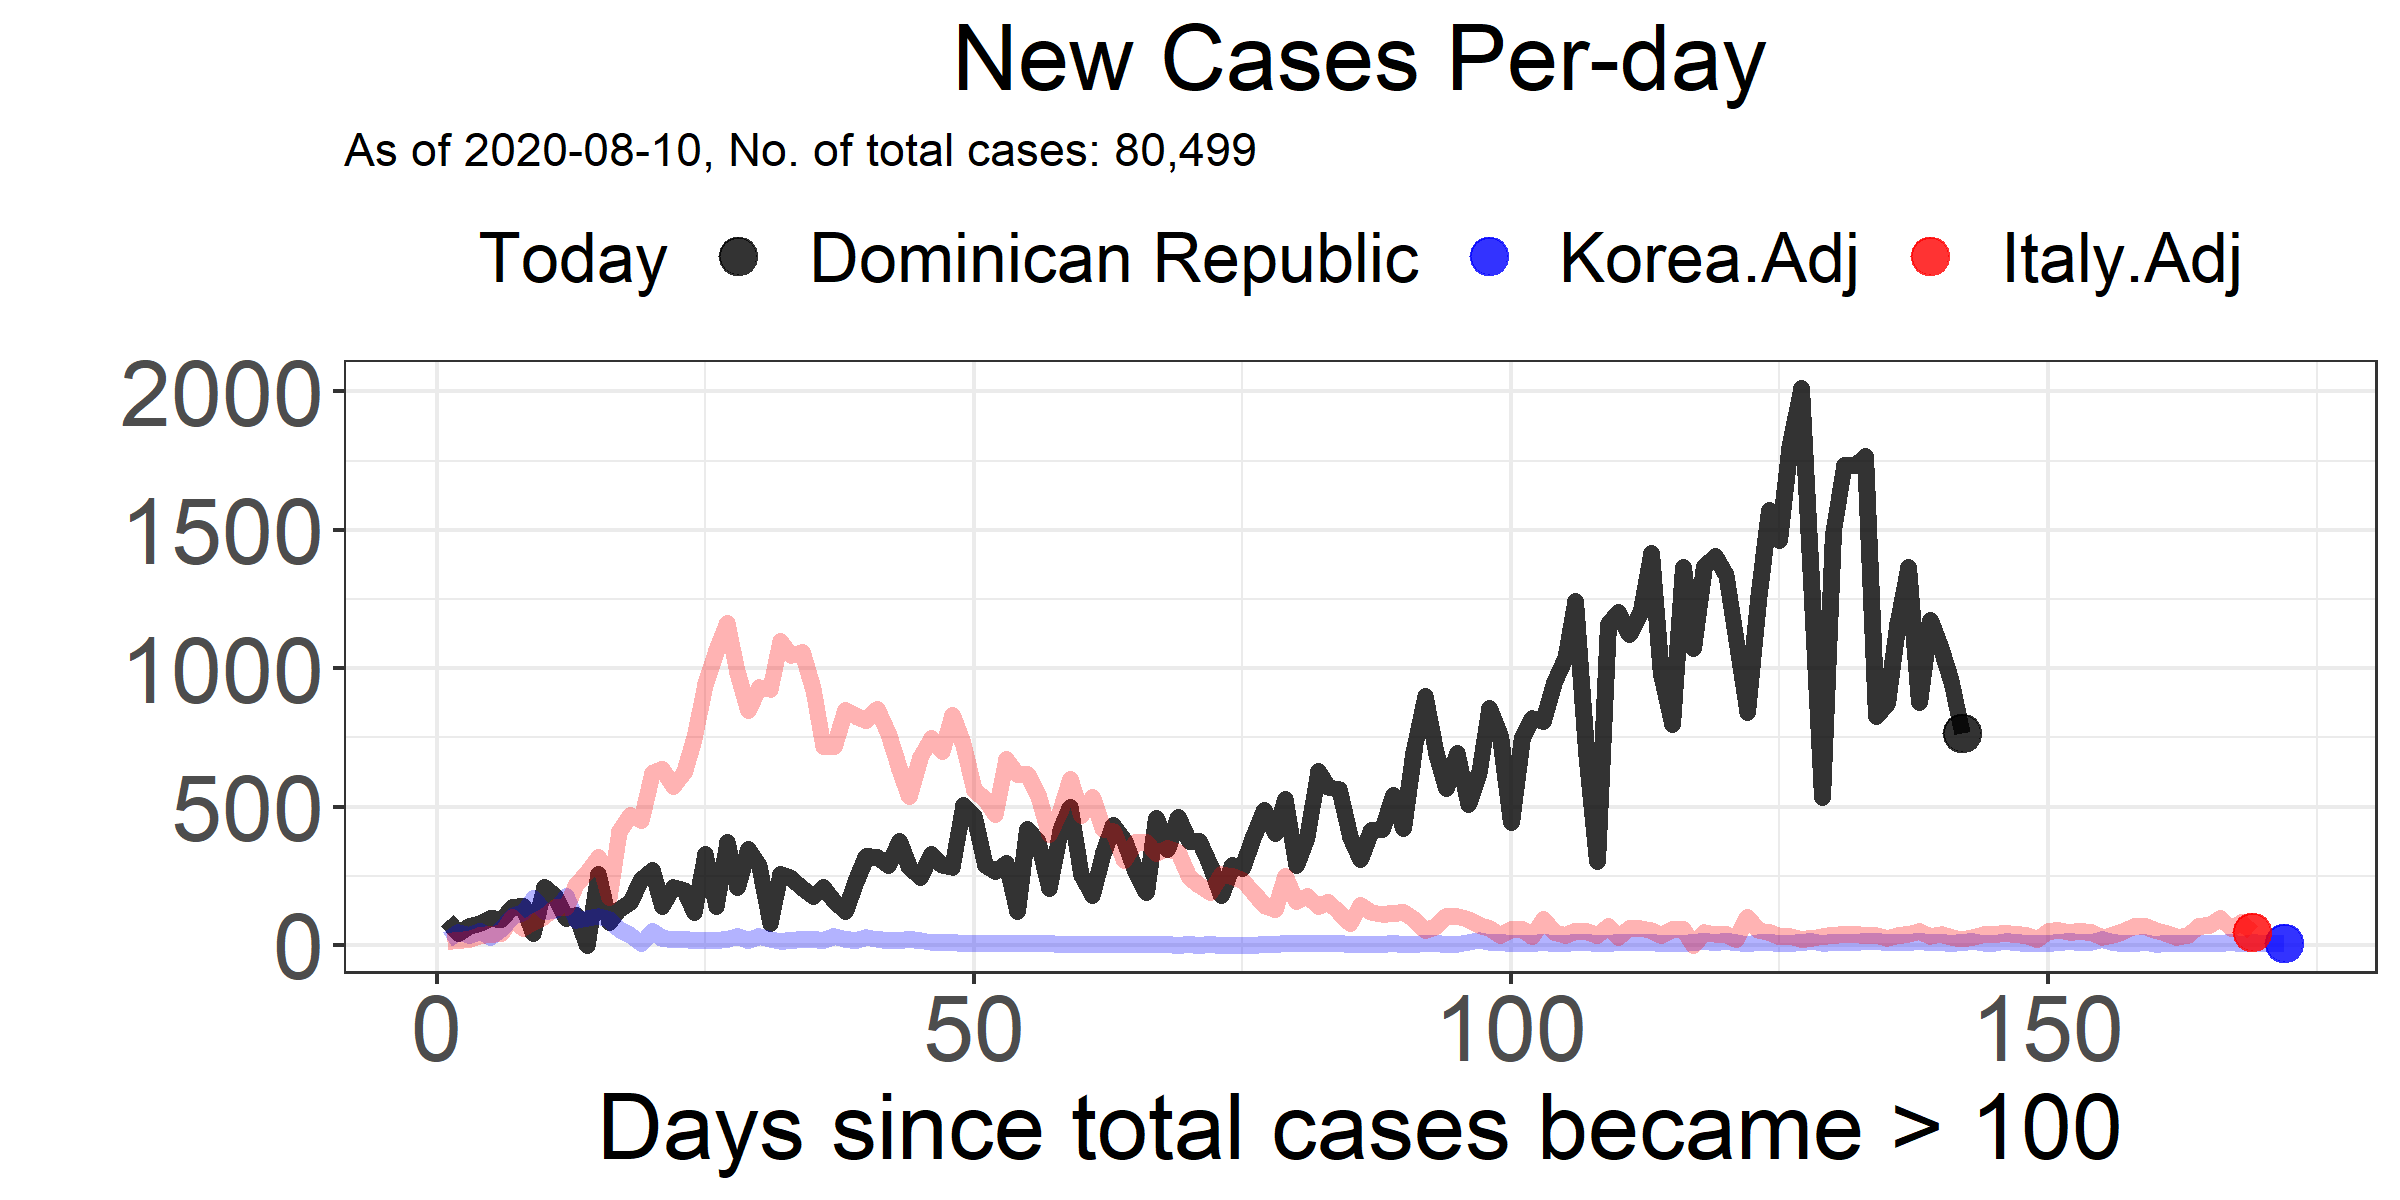 New Cases Per-day
As of 2020-08-10, No. of total cases: 80,499
Today Dominican Republic Korea.Adj Italy.Adj
2000
1500
1000
500
0
0 50 100 150
Days since total cases became > 100